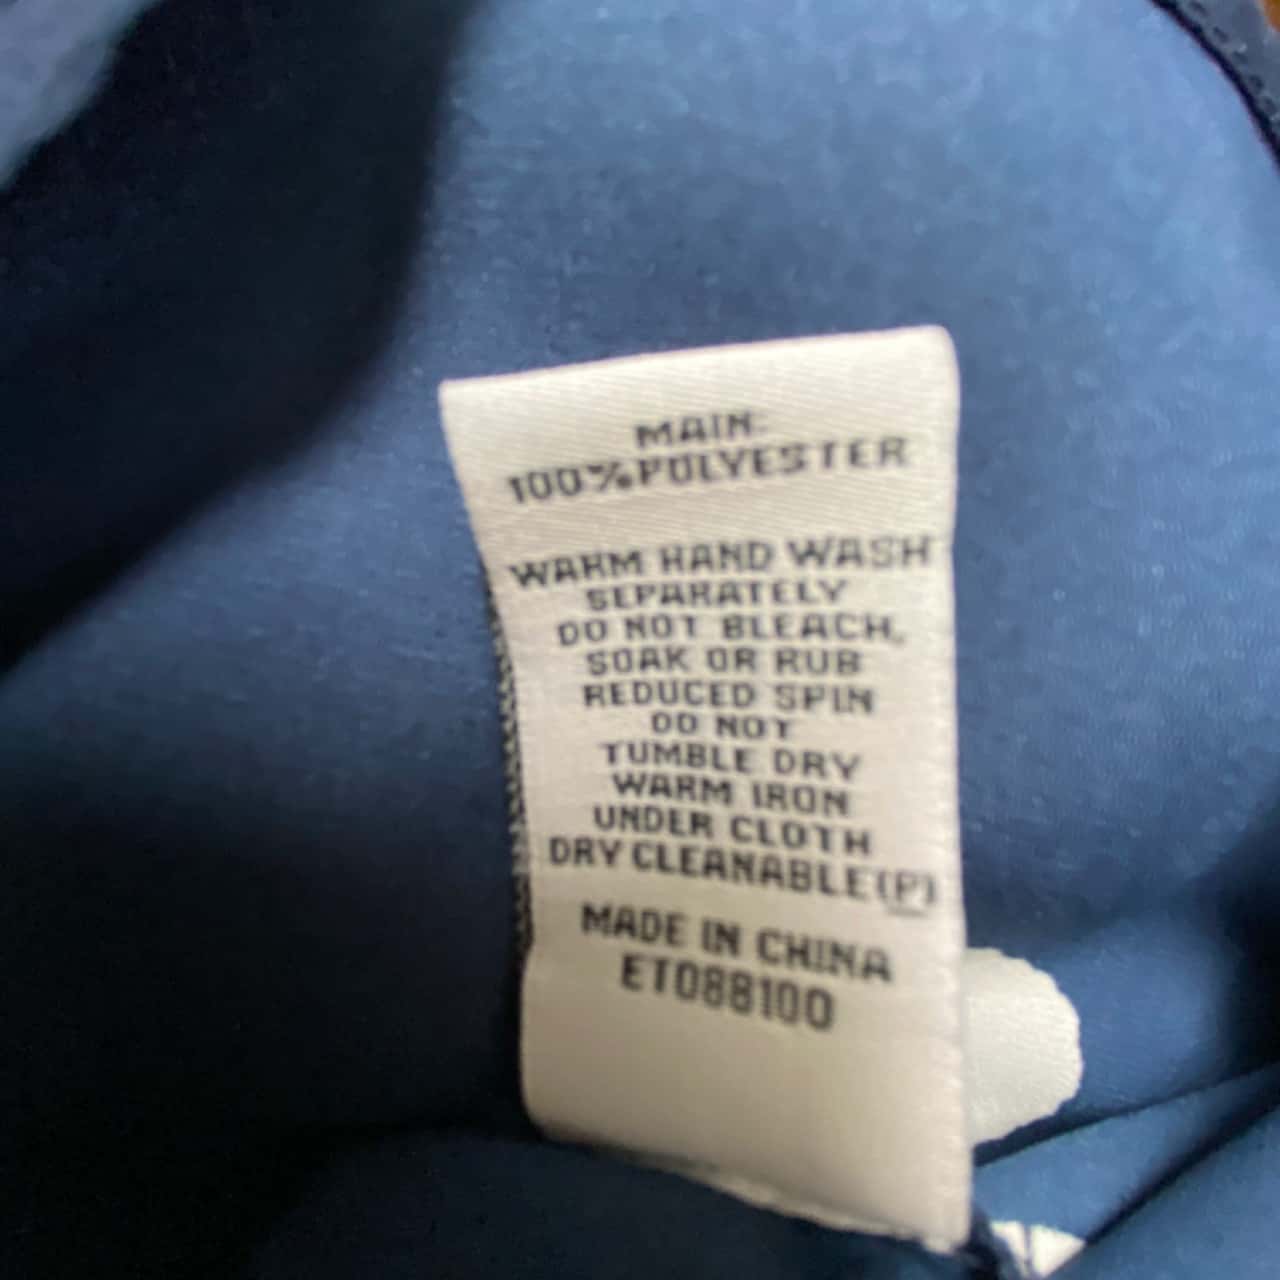 MAIN:
100%POLYESTER
WARM HAND WASH
SEPARATELY
DO NOT BLEACH,
SOAK OR RUB
REDUCED SPIN
DO NOT
TUMBLE DRY
WARM IRON
UNDER CLOTH
DRY CLEANABLE(P)
MADE IN CHINA
ET088100